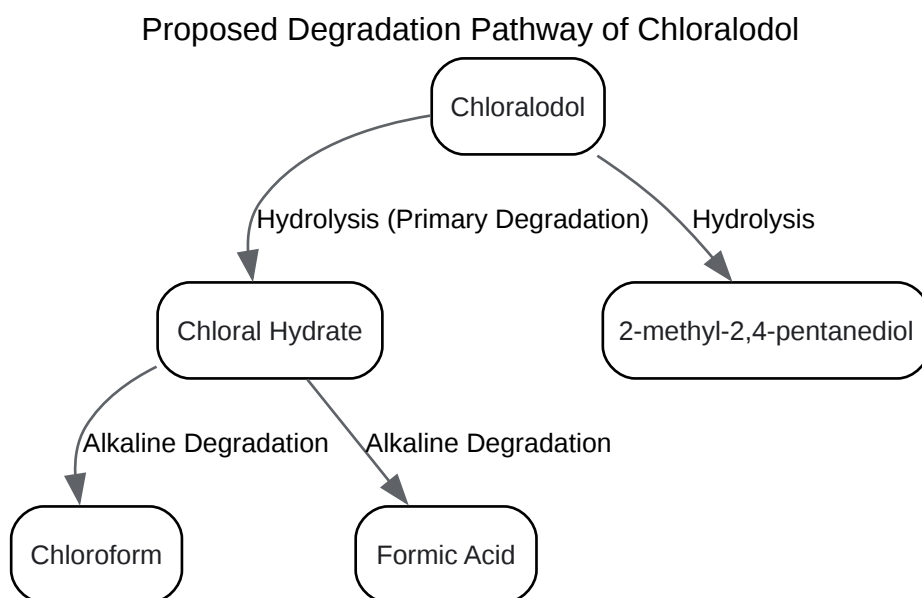 Proposed Degradation Pathway of Chloralodol
Chloralodol
Hydrolysis (Primary Degradation)
Hydrolysis
Chloral Hydrate
2-methyl-2,4-pentanediol
Alkaline Degradation
Alkaline Degradation
Chloroform
Formic Acid